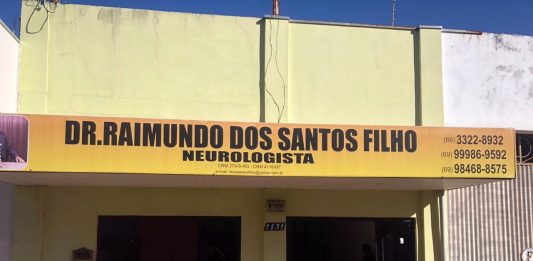 DR.RAIMUNDO DOS SANTOS FILHO
NEUROLOGISTA
(69) 3322-8932
(69) 99986-9592
(69) 98468-8575
1131